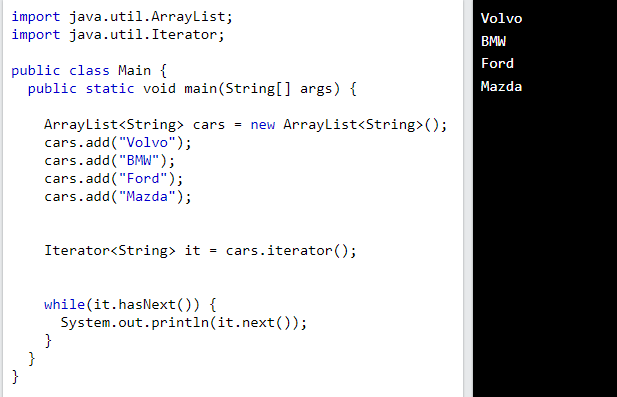 import java.util.ArrayList;
import java.util.Iterator;
public class Main {
public static void main(String[] args) {
ArrayList<String> cars = new ArrayList<String>();
cars.add("Volvo");
cars.add("BMW");
cars.add("Ford");
cars.add("Mazda");
Iterator<String> it = cars.iterator();
while(it.hasNext()) {
System.out.println(it.next());
}
}
}
Volvo
BMW
Ford
Mazda